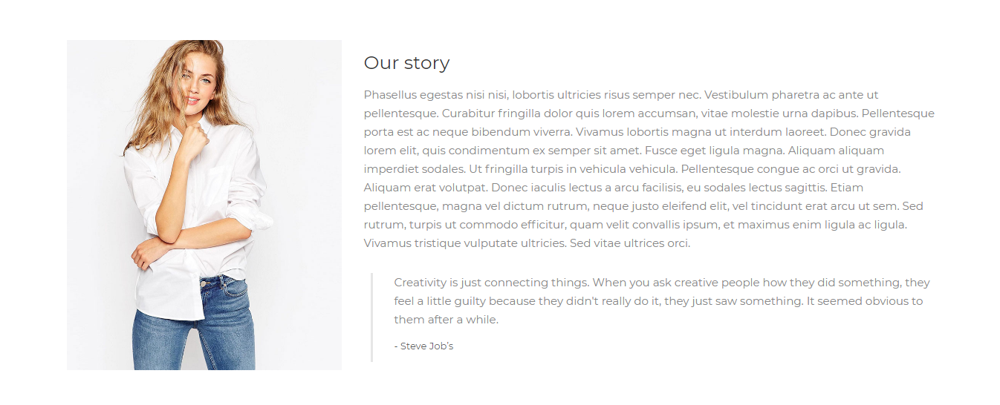 Our story
Phasellus egestas nisi nisi, lobortis ultricies risus semper nec. Vestibulum pharetra ac ante ut
pellentesque. Curabitur fringilla dolor quis lorem accumsan, vitae molestie urna dapibus. Pellentesque
porta est ac neque bibendum viverra. Vivamus lobortis magna ut interdum laoreet. Donec gravida
lorem elit, quis condimentum ex semper sit amet. Fusce eget ligula magna. Aliquam aliquam
imperdiet sodales. Ut fringilla turpis in vehicula vehicula. Pellentesque congue ac orci ut gravida.
Aliquam erat volutpat. Donec iaculis lectus a arcu facilisis, eu sodales lectus sagittis. Etiam
pellentesque, magna vel dictum rutrum, neque justo eleifend elit, vel tincidunt erat arcu ut sem. Sed
rutrum, turpis ut commodo efficitur, quam velit convallis ipsum, et maximus enim ligula ac ligula.
Vivamus tristique vulputate ultricies. Sed vitae ultrices orci.
Creativity is just connecting things. When you ask creative people how they did something, they
feel a little guilty because they didn't really do it, they just saw something. It seemed obvious to
them after a while.
- Steve Job's